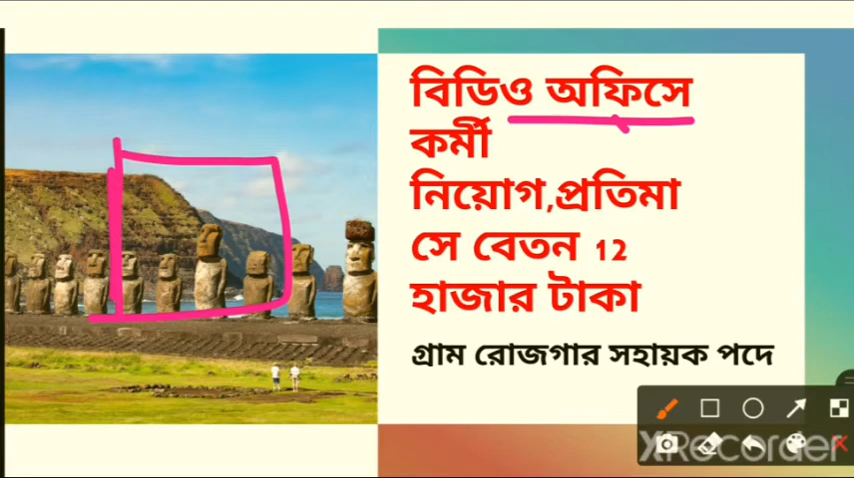 বিডিও অফিসে
কর্মী
নিয়োগ,প্রতিমা
সে বেতন 12
হাজার টাকা
গ্রাম রোজগার সহায়ক পদে
XRecorder